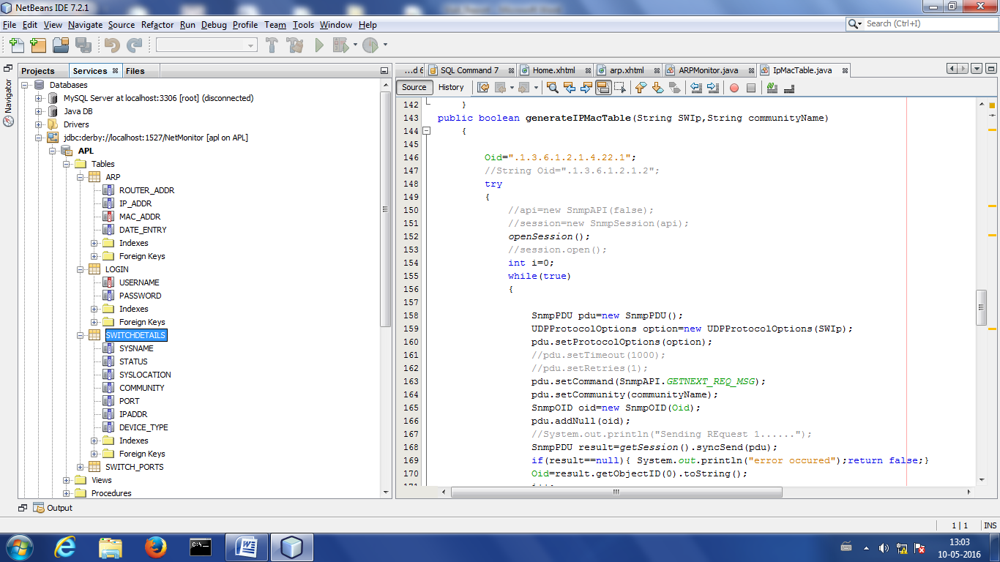 NetBeans IDE 7.2.1
File Edit View Navigate Source Refactor Run Debug Profile Team Tools Window Help
Search (Ctrl+I)
Projects Services Files
Navigator
Databases
MySQL Server at localhost:3306 [root] (disconnected)
Java DB
Drivers
jdbc:derby://localhost:1527/NetMonitor [apl on APL]
APL
Tables
ARP
ROUTER_ADDR
IP_ADDR
MAC_ADDR
DATE_ENTRY
Indexes
Foreign Keys
LOGIN
USERNAME
PASSWORD
Indexes
Foreign Keys
SWITCHDETAILS
SYSNAME
STATUS
SYSLOCATION
COMMUNITY
PORT
IPADDR
DEVICE_TYPE
Indexes
Foreign Keys
SWITCH_PORTS
Views
Procedures
...d 6 SQL Command 7 Home.xhtml arp.xhtml ARPMonitor.java IpMacTable.java
Source History
142 }
143 public boolean generateIPMacTable(String SWIp,String communityName)
144 {
145
146 Oid=".1.3.6.1.2.1.4.22.1";
147 //String Oid=".1.3.6.1.2.1.2";
148 try
149 {
150 //api=new SnmpAPI(false);
151 //session=new SnmpSession(api);
152 openSession();
153 //session.open();
154 int i=0;
155 while(true)
156 {
157
158 SnmpPDU pdu=new SnmpPDU();
159 UDPProtocolOptions option=new UDPProtocolOptions(SWIp);
160 pdu.setProtocolOptions(option);
161 //pdu.setTimeout(1000);
162 //pdu.setRetries(1);
163 pdu.setCommand(SnmpAPI.GETNEXT_REQ_MSG);
164 pdu.setCommunity(communityName);
165 SnmpOID oid=new SnmpOID(Oid);
166 pdu.addNull(oid);
167 //System.out.println("Sending REquest 1......");
168 SnmpPDU result=getSession().syncSend(pdu);
169 if(result==null){ System.out.println("error occured");return false;}
170 Oid=result.getObjectID(0).toString();
Output
1 | 1 INS
13:03
10-05-2016